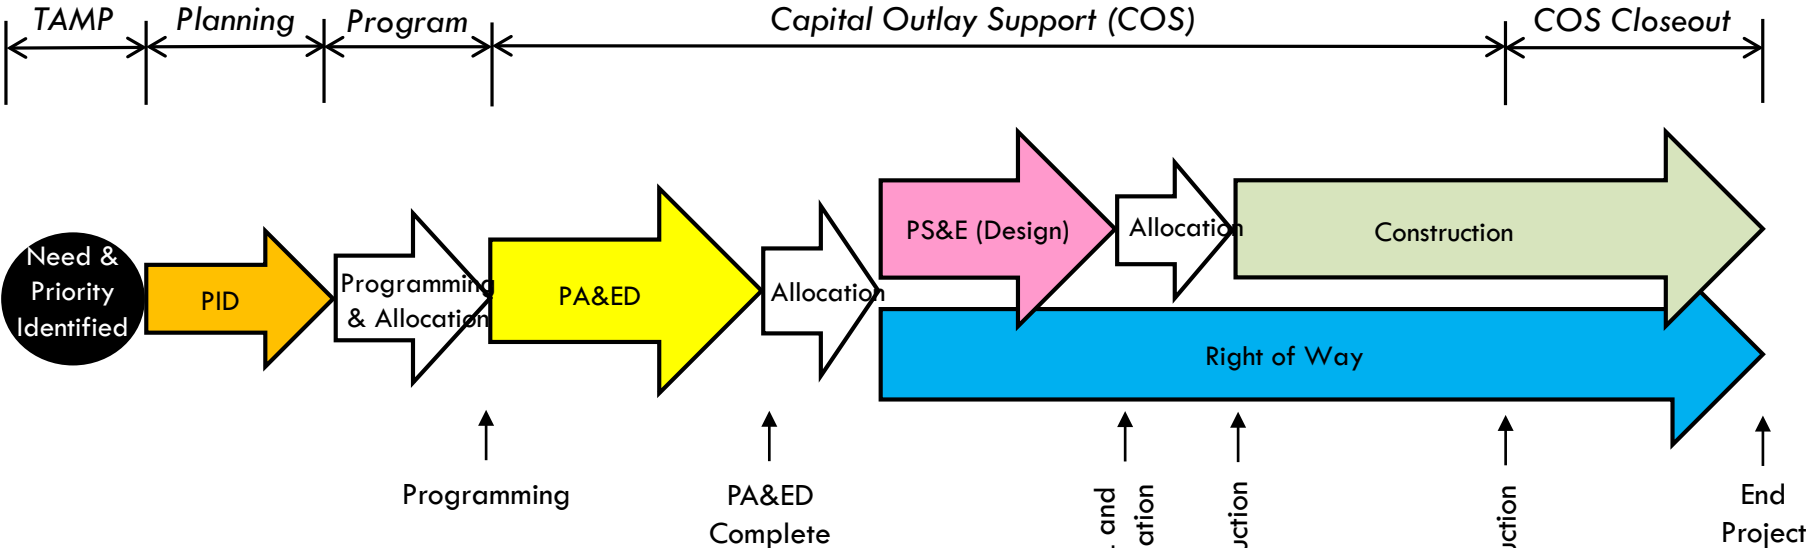 TAMP
Planning
Program
Capital Outlay Support (COS)
COS Closeout
Need &
Priority
Identified
PID
Programming
& Allocation
PA&ED
Allocation
PS&E (Design)
Allocation
Construction
Right of Way
Programming
PA&ED
Complete
and
End
Project